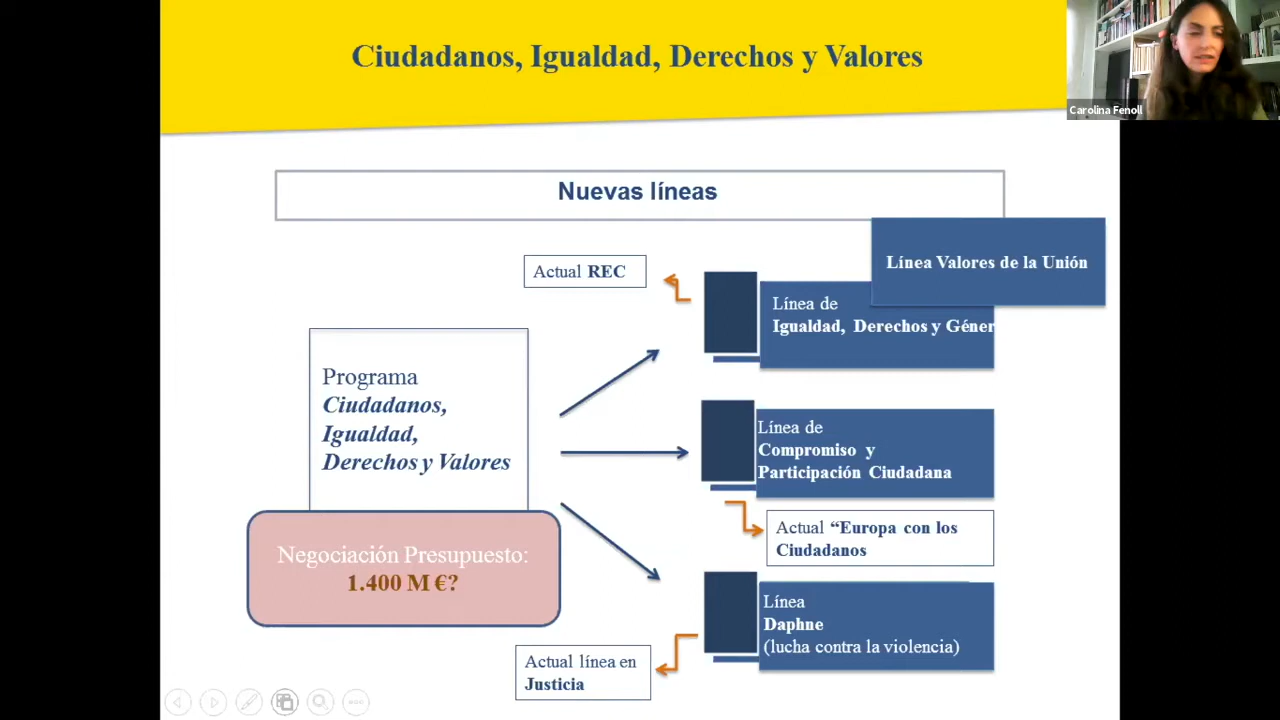 Ciudadanos, Igualdad, Derechos y Valores
Carolina Fenoll
Nuevas líneas
Línea Valores de la Unión
Actual REC
Línea de
Igualdad, Derechos y Géner
Programa
Ciudadanos,
Igualdad,
Derechos y Valores
Línea de
Compromiso y
Participación Ciudadana
Negociación Presupuesto:
1.400 M €?
Actual “Europa con los
Ciudadanos
Línea
Daphne
(lucha contra la violencia)
Actual línea en
Justicia